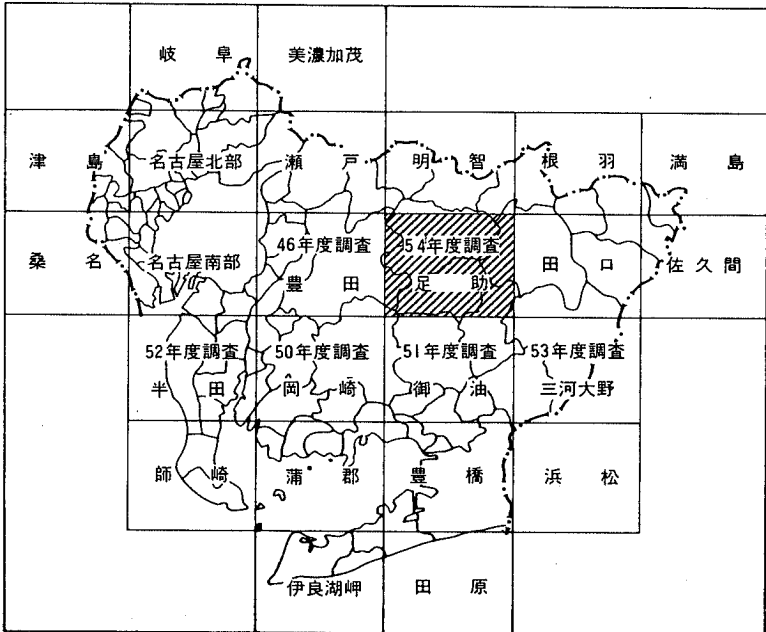 岐阜 美濃加茂
津島 名古屋北部 瀬戸 明智 根羽 満島
46年度調査 54年度調査
桑名 名古屋南部 豊田 足助 田口 佐久間
52年度調査 50年度調査 51年度調査 53年度調査
半田 岡崎 御油 三河大野
師崎 蒲郡 豊橋 浜松
伊良湖岬 田原